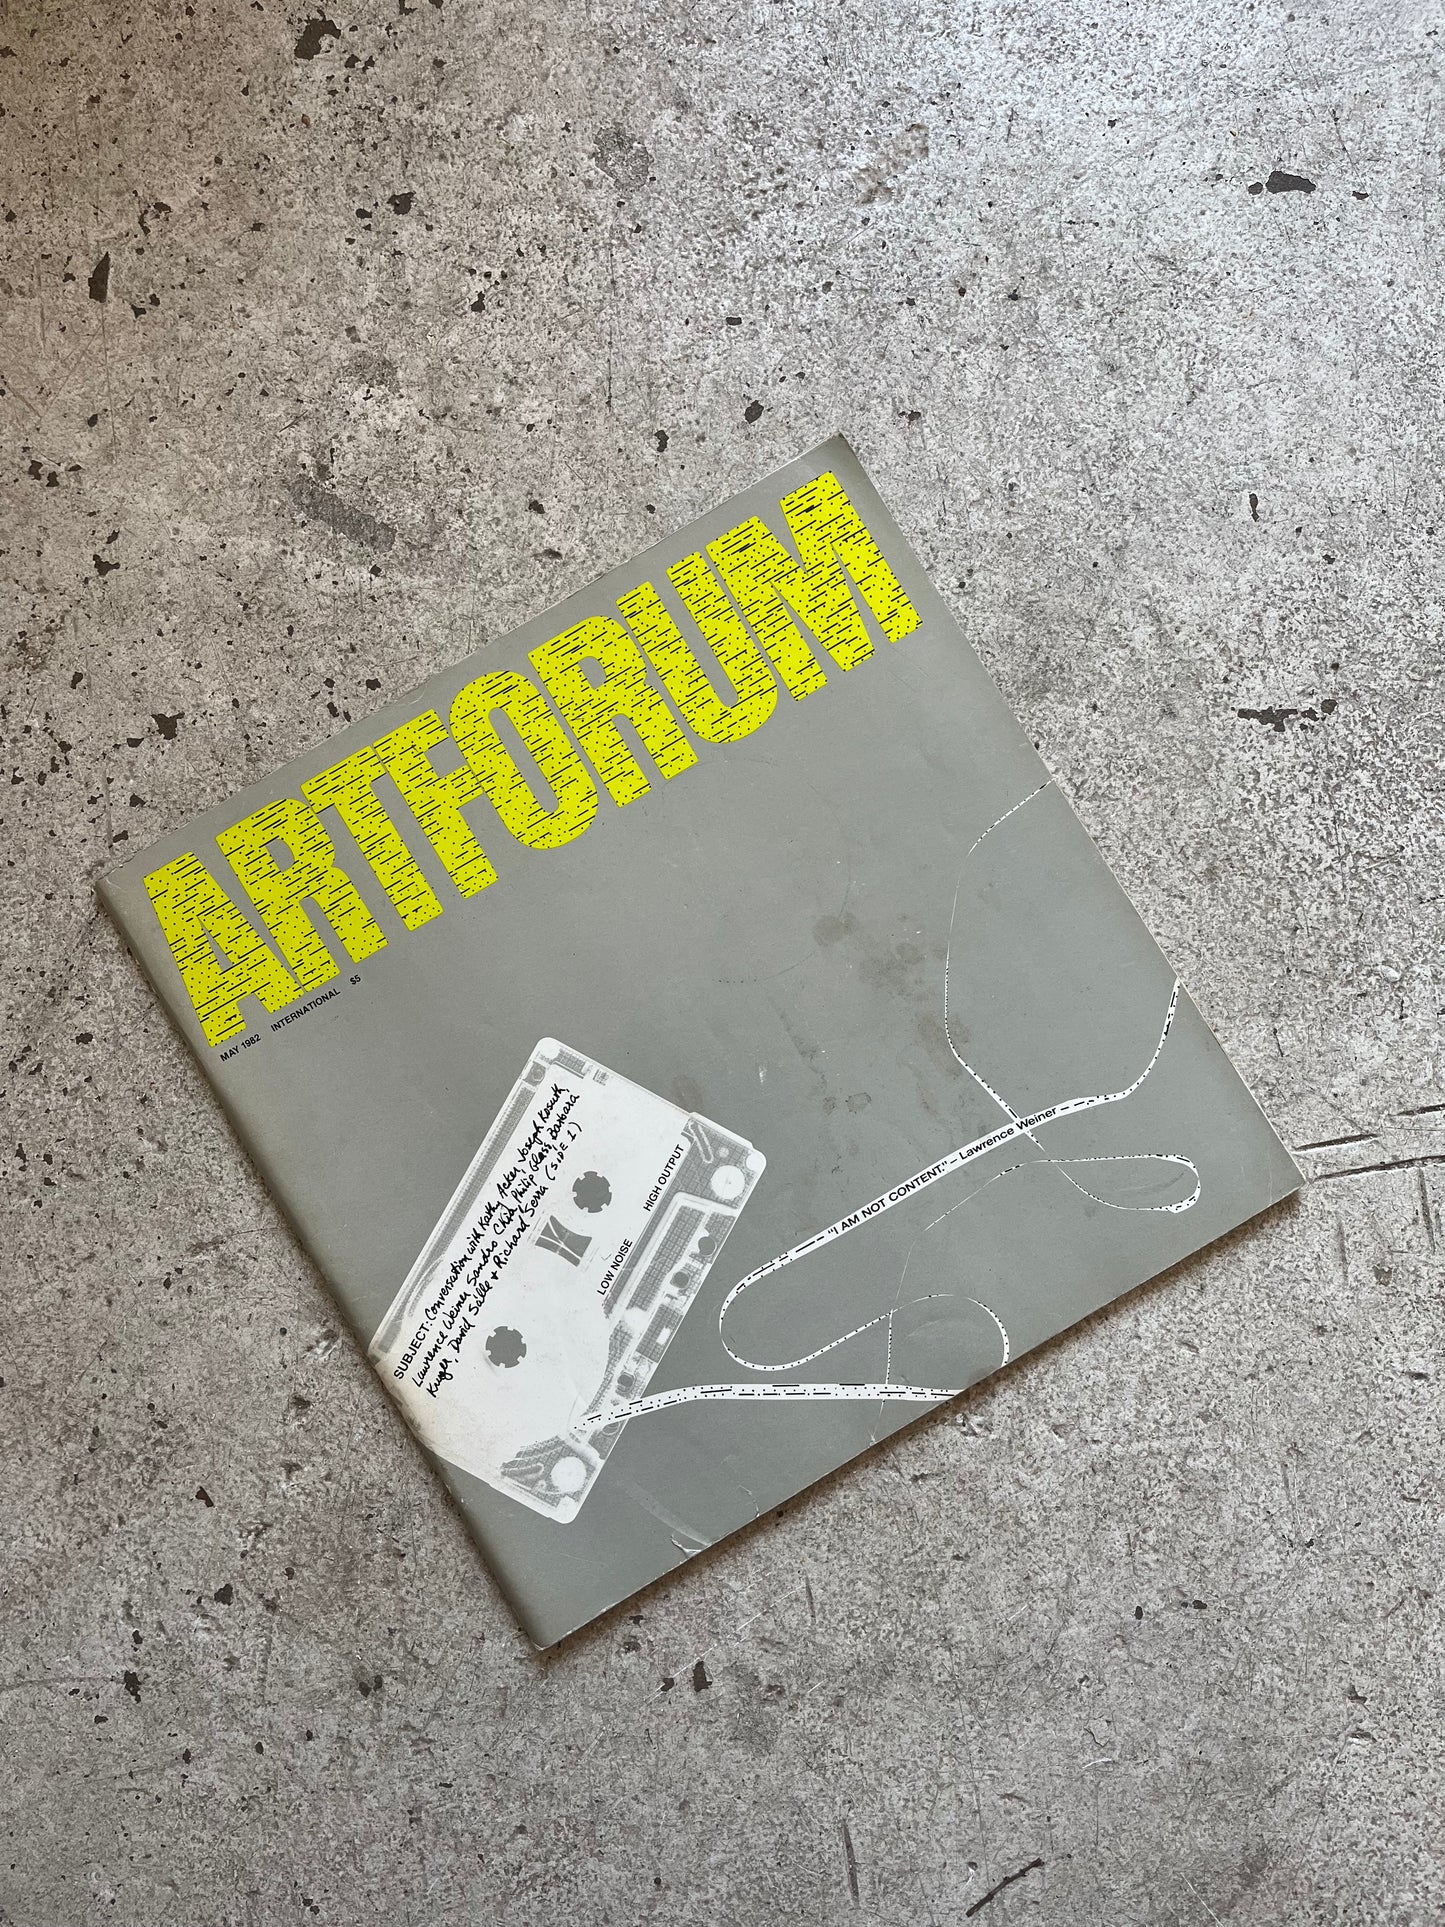 ARTFORUM
MAY 1982 INTERNATIONAL $5
SUBJECT: Conversation with Kathy Acker, Joseph Kosuth,
Lawrence Weiner, Sandro Chia, Philip Glass, Barbara
Kruger, David Salle + Richard Serra (SIDE 1)
LOW NOISE HIGH OUTPUT
"I AM NOT CONTENT." – Lawrence Weiner –